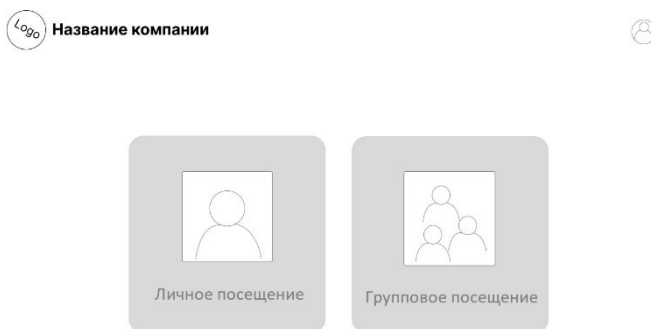 Logo
Название компании
Личное посещение
Групповое посещение